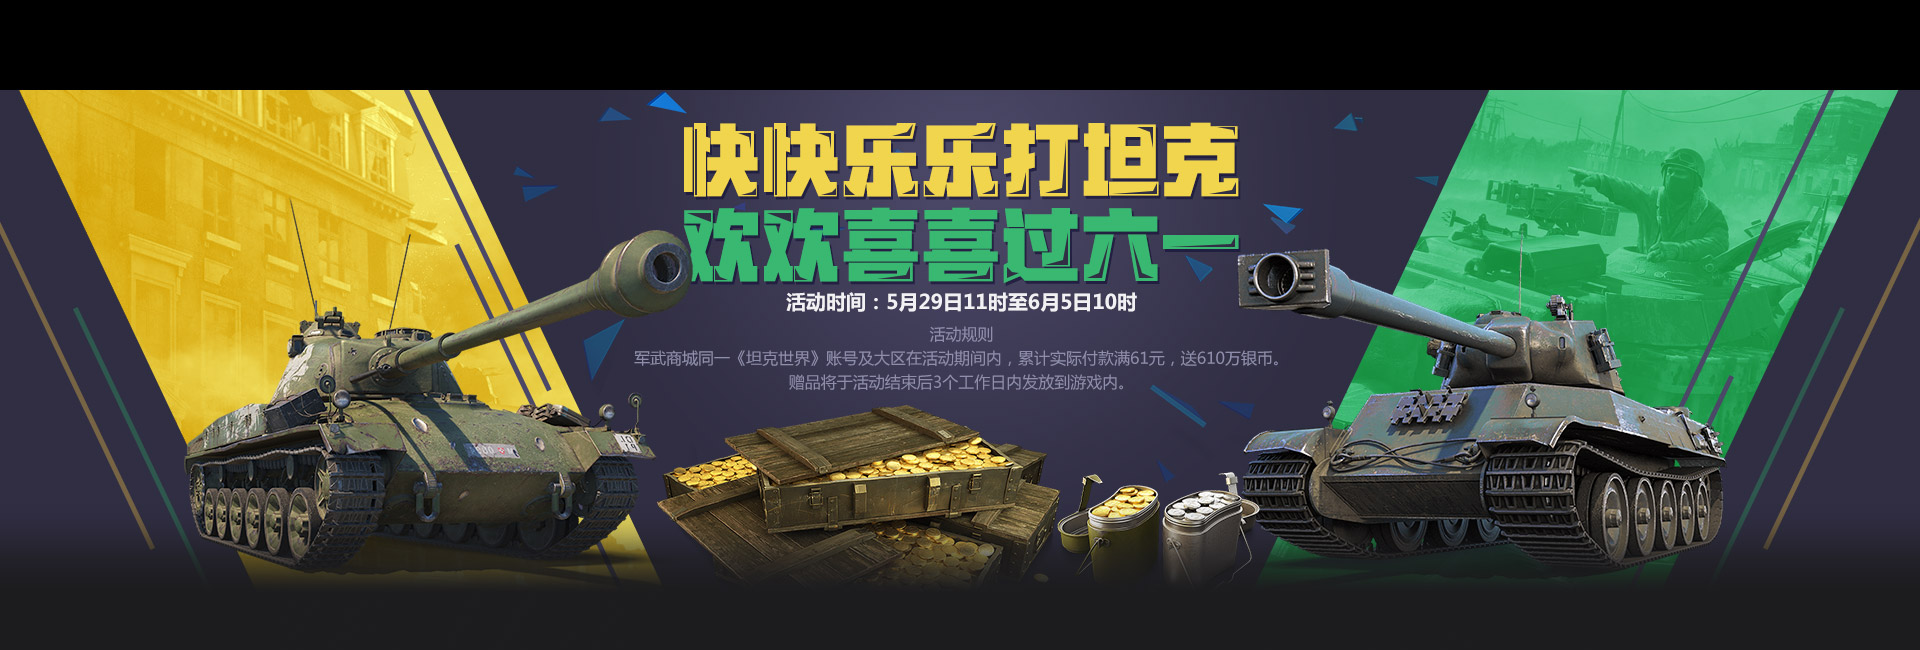 快快乐乐打坦克
欢欢喜喜过六一
活动时间：5月29日11时至6月5日10时
活动规则
军武商城同一《坦克世界》账号及大区在活动期间内，累计实际付款满61元，送610万银币。
赠品将于活动结束后3个工作日内发放到游戏内。